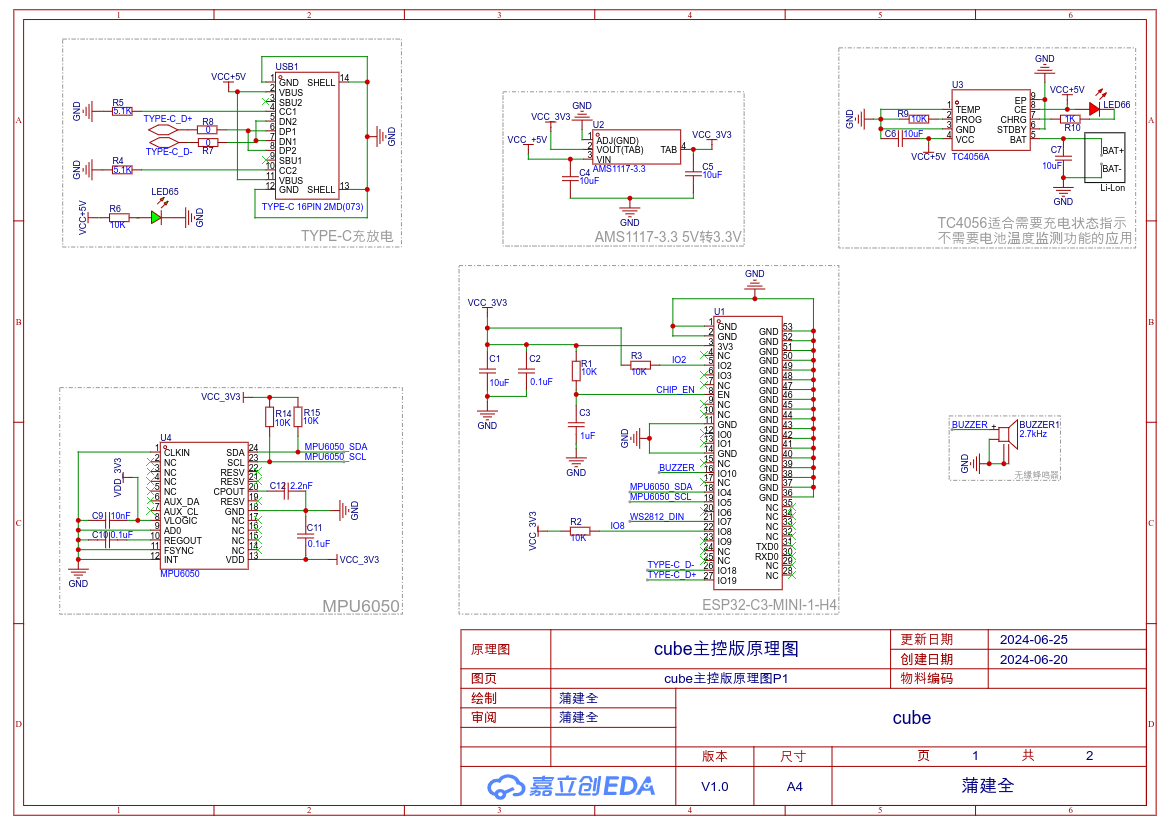 1 2 3 4 5 6
A
B
C
D
USB1
VCC+5V
1 GND SHELL 14
2 VBUS
3 SBU2
4 CC1
5 DN2
6 DP1
7 DN1
8 DP2
9 SBU1
10 CC2
11 VBUS
12 GND SHELL 13
GND R5 5.1K
TYPE-C_D+ R8 0
TYPE-C_D- R7
GND R4 5.1K
GND
LED65
VCC+5V R6 10K GND
TYPE-C 16PIN 2MD(073)
TYPE-C充放电
GND
VCC_3V3 U2
VCC_+5V VCC_3V3
1 ADJ(GND)
2 VOUT(TAB) TAB 4
3 VIN
AMS1117-3.3
C4 10uF
C5 10uF
GND
AMS1117-3.3 5V转3.3V
GND
U3 VCC+5V
LED66
GND R9 10K
C6 10uF
VCC+5V
1 TEMP EP 9
2 PROG CE 8
3 GND CHRG 7
4 VCC STDBY 6
BAT 5
TC4056A
1K R10
C7 10uF
BAT+
BAT-
Li-Lon
GND
TC4056适合需要充电状态指示
不需要电池温度监测功能的应用
GND
VCC_3V3
U1
C1 10uF
C2 0.1uF
R1 10K
R3 10K
IO2
CHIP_EN
C3 1uF
GND
GND
GND
BUZZER
MPU6050_SDA
MPU6050_SCL
WS2812_DIN
VCC_3V3 R2 10K IO8
TYPE-C_D-
TYPE-C_D+
1 GND
2 GND GND 53
3 3V3 GND 52
4 NC GND 51
5 IO2 GND 50
6 IO3 GND 49
7 NC GND 48
8 EN GND 47
9 NC GND 46
10 NC GND 45
11 GND GND 44
12 IO0 GND 43
13 IO1 GND 42
14 GND GND 41
15 NC GND 40
16 IO10 GND 39
17 NC GND 38
18 IO4 GND 37
19 IO5 GND 36
20 IO6 NC 35
21 IO7 NC 34
22 IO8 NC 33
23 IO9 NC 32
24 NC TXD0 31
25 NC RXD0 30
26 IO18 NC 29
27 IO19 NC 28
ESP32-C3-MINI-1-H4
VCC_3V3
R14 10K
R15 10K
MPU6050_SDA
MPU6050_SCL
U4
VDD_3V3
1 CLKIN SDA 24
2 NC SCL 23
3 NC RESV 22
4 NC RESV 21
5 NC CPOUT 20
6 AUX_DA RESV 19
7 AUX_CL GND 18
8 VLOGIC NC 17
9 AD0 NC 16
10 REGOUT NC 15
11 FSYNC NC 14
12 INT VDD 13
MPU6050
C9 10nF
C10 0.1uF
C12 2.2nF
C11 0.1uF
GND
VCC_3V3
GND
MPU6050
BUZZER +
BUZZER1
2.7kHz
GND
无缘蜂鸣器
原理图 cube主控版原理图 更新日期 2024-06-25
创建日期 2024-06-20
图页 cube主控版原理图P1 物料编码
绘制 蒲建全
审阅 蒲建全
cube
版本 尺寸 页 1 共 2
嘉立创EDA V1.0 A4 蒲建全
1 2 3 4 5 6
A
B
C
D